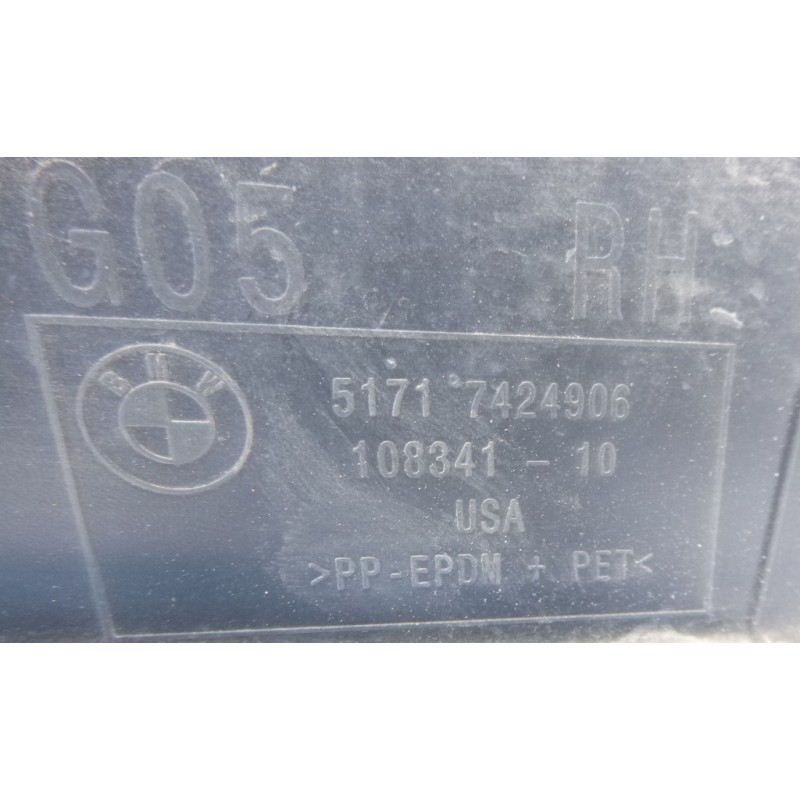 G05 RH
BMW
5171 7424906
108341 - 10
USA
>PP-EPDM + PET<